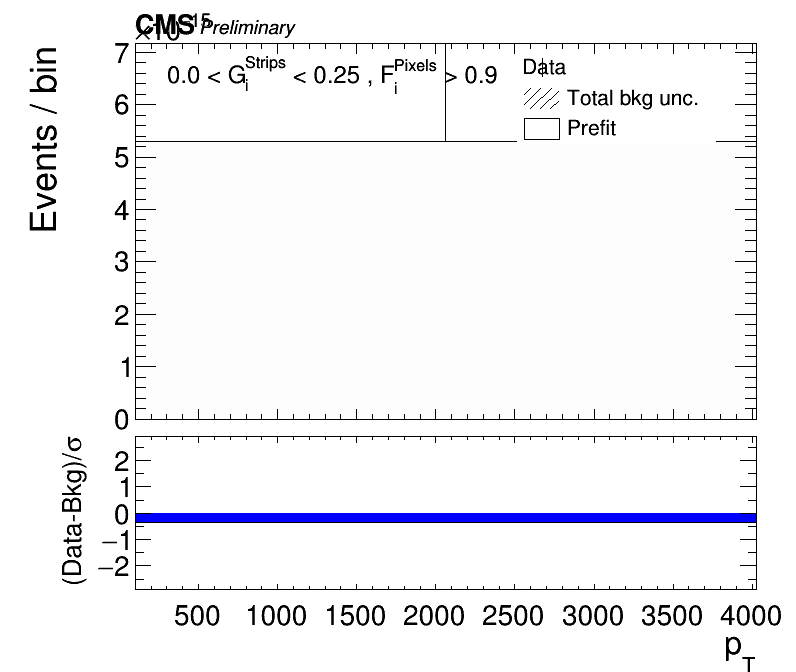 CMS Preliminary
×10^15
Events / bin
7
6
5
4
3
2
1
0
0.0 < G_i^Strips < 0.25 , F_i^Pixels > 0.9
Data
Total bkg unc.
Prefit
(Data-Bkg)/σ
2
1
0
−1
−2
500 1000 1500 2000 2500 3000 3500 4000
p_T